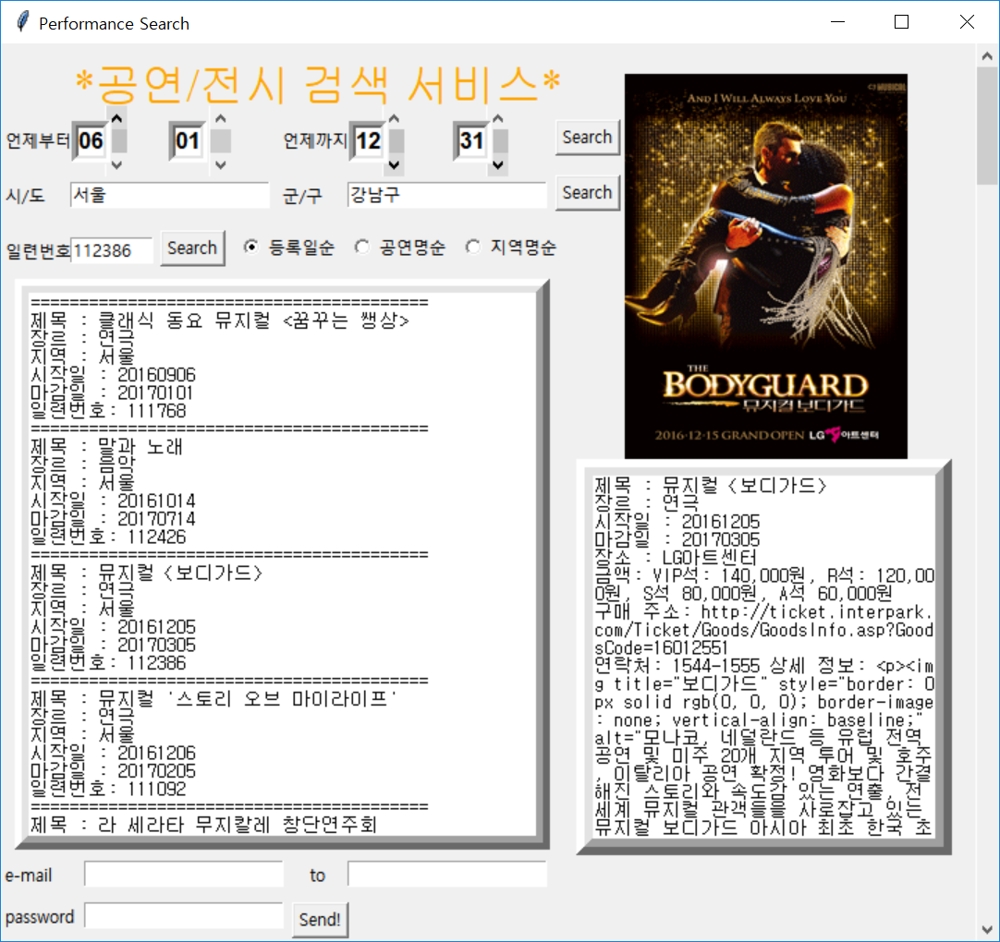 Performance Search
*공연/전시 검색 서비스*
언제부터 06 01 언제까지 12 31 Search
시/도 서울 군/구 강남구 Search
일련번호 112386 Search 등록일순 공연명순 지역명순
=========================================
제목 : 클래식 동요 뮤지컬 <꿈꾸는 쌩상>
장르 : 연극
지역 : 서울
시작일 : 20160906
마감일 : 20170101
일련번호: 111768
=========================================
제목 : 말과 노래
장르 : 음악
지역 : 서울
시작일 : 20161014
마감일 : 20170714
일련번호: 112426
=========================================
제목 : 뮤지컬〈보디가드〉
장르 : 연극
지역 : 서울
시작일 : 20161205
마감일 : 20170305
일련번호: 112386
=========================================
제목 : 뮤지컬 '스토리 오브 마이라이프'
장르 : 연극
지역 : 서울
시작일 : 20161206
마감일 : 20170205
일련번호: 111092
=========================================
제목 : 라 세라타 무지칼레 창단연주회
CJ MUSICAL
AND I WILL ALWAYS LOVE YOU
THE
BODYGUARD
뮤지컬 보디가드
2016-12-15 GRAND OPEN LG아트센터
제목 : 뮤지컬〈보디가드〉
장르 : 연극
시작일 : 20161205
마감일 : 20170305
장소 : LG아트센터
금액: VIP석: 140,000원, R석: 120,00
0원, S석 80,000원, A석 60,000원
구매 주소: http://ticket.interpark.
com/Ticket/Goods/GoodsInfo.asp?Good
sCode=16012551
연락처: 1544-1555 상세 정보: <p><im
g title="보디가드" style="border: 0
px solid rgb(0, 0, 0); border-image
: none; vertical-align: baseline;"
alt="모나코, 네덜란드 등 유럽 전역
공연 및 미주 20개 지역 투어 및 호주
, 이탈리아 공연 확정! 영화보다 간결
해진 스토리와 속도감 있는 연출, 전
세계 뮤지컬 관객들을 사로잡고 있는
뮤지컬 보디가드 아시아 최초 한국 초
e-mail to
password Send!